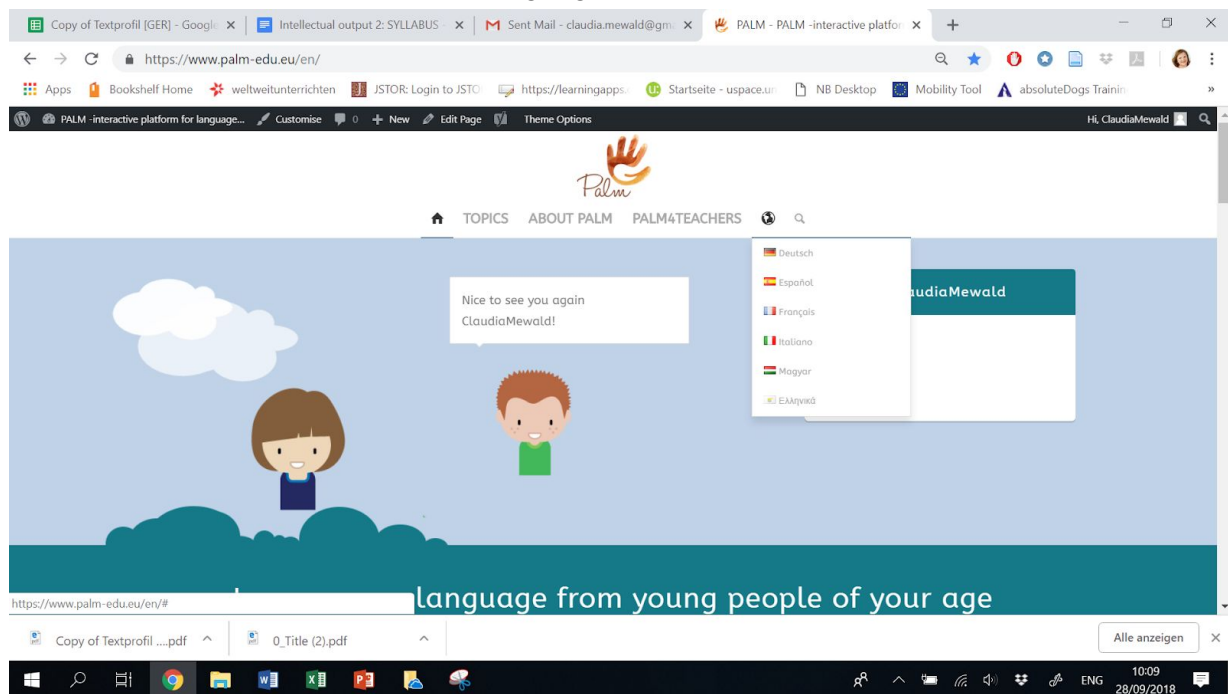 Copy of Textprofil [GER] - Google
Intellectual output 2: SYLLABUS -
Sent Mail - claudia.mewald@gm
PALM - PALM -interactive platfor
https://www.palm-edu.eu/en/
Apps
Bookshelf Home
weltweitunterrichten
JSTOR: Login to JSTO
https://learningapps.
Startseite - uspace.un
NB Desktop
Mobility Tool
absoluteDogs Trainin
PALM -interactive platform for language...
Customise
0
New
Edit Page
Theme Options
Hi, ClaudiaMewald
Palm
TOPICS
ABOUT PALM
PALM4TEACHERS
Deutsch
Español
Français
Italiano
Magyar
Ελληνικά
Nice to see you again
ClaudiaMewald!
audiaMewald
language from young people of your age
https://www.palm-edu.eu/en/#
Copy of Textprofil ....pdf
0_Title (2).pdf
Alle anzeigen
ENG
10:09
28/09/2018